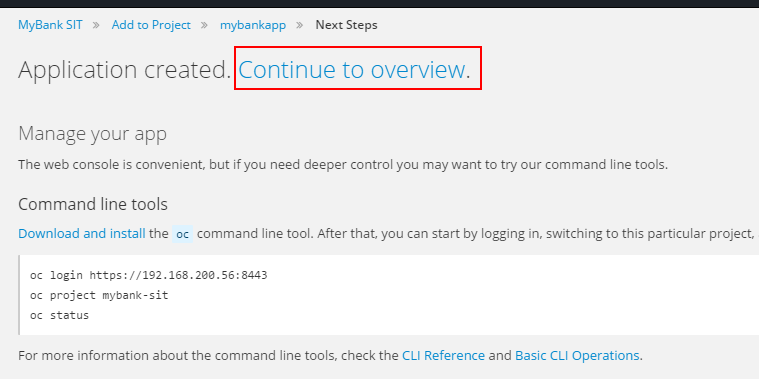 MyBank SIT » Add to Project » mybankapp » Next Steps
Application created. Continue to overview.
Manage your app
The web console is convenient, but if you need deeper control you may want to try our command line tools.
Command line tools
Download and install the oc command line tool. After that, you can start by logging in, switching to this particular project,
oc login https://192.168.200.56:8443
oc project mybank-sit
oc status
For more information about the command line tools, check the CLI Reference and Basic CLI Operations.